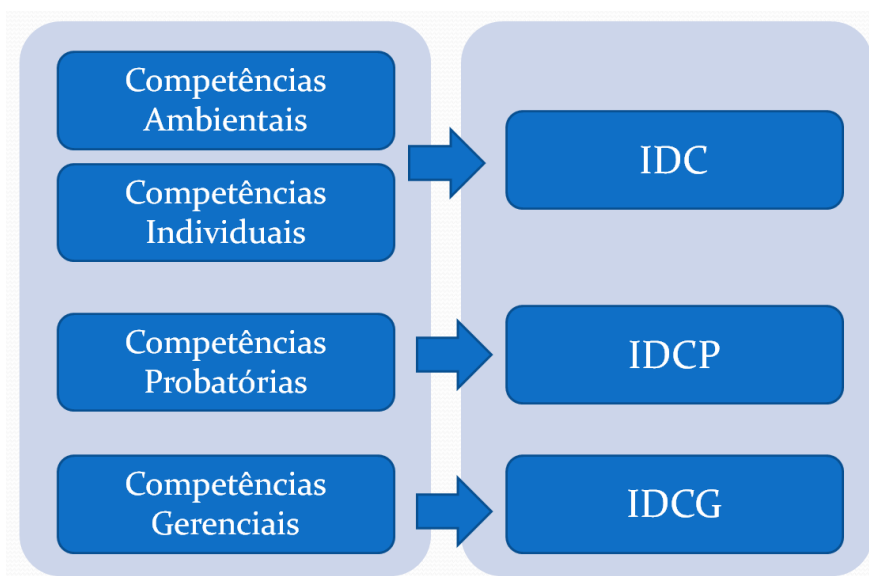 Competências
Ambientais
Competências
Individuais
IDC
Competências
Probatórias
IDCP
Competências
Gerenciais
IDCG